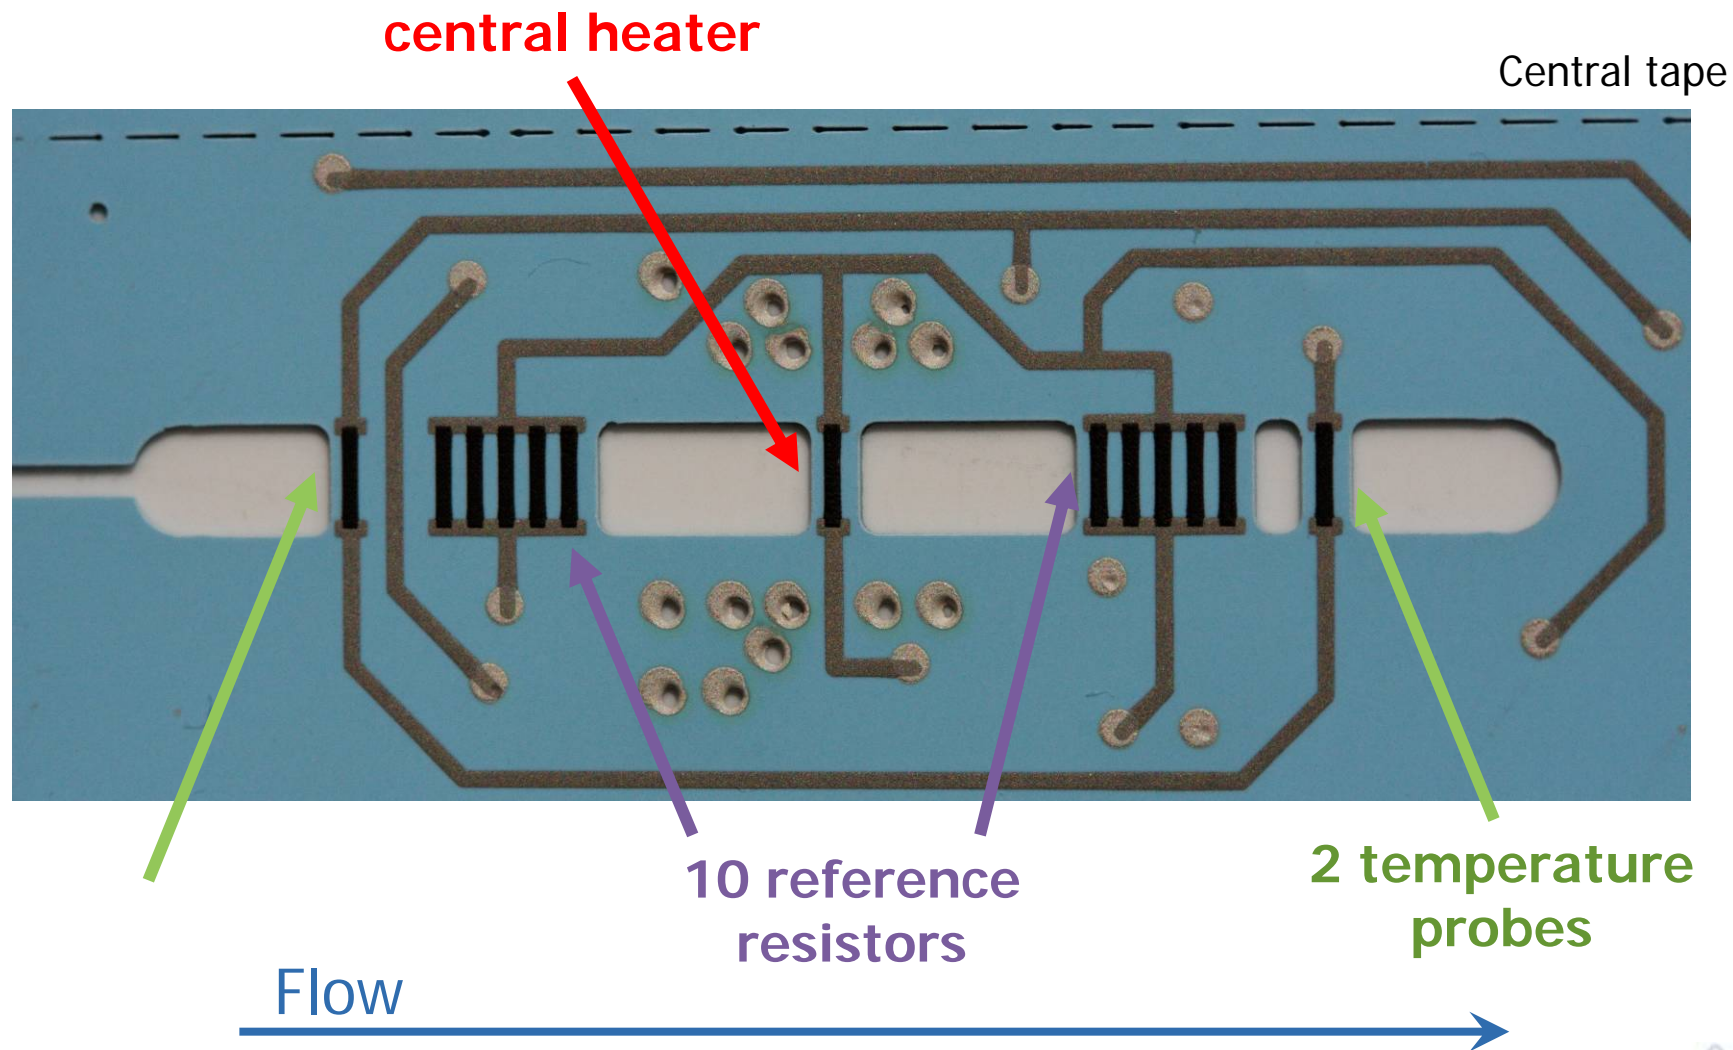 central heater
Central tape
10 reference
resistors
2 temperature
probes
Flow